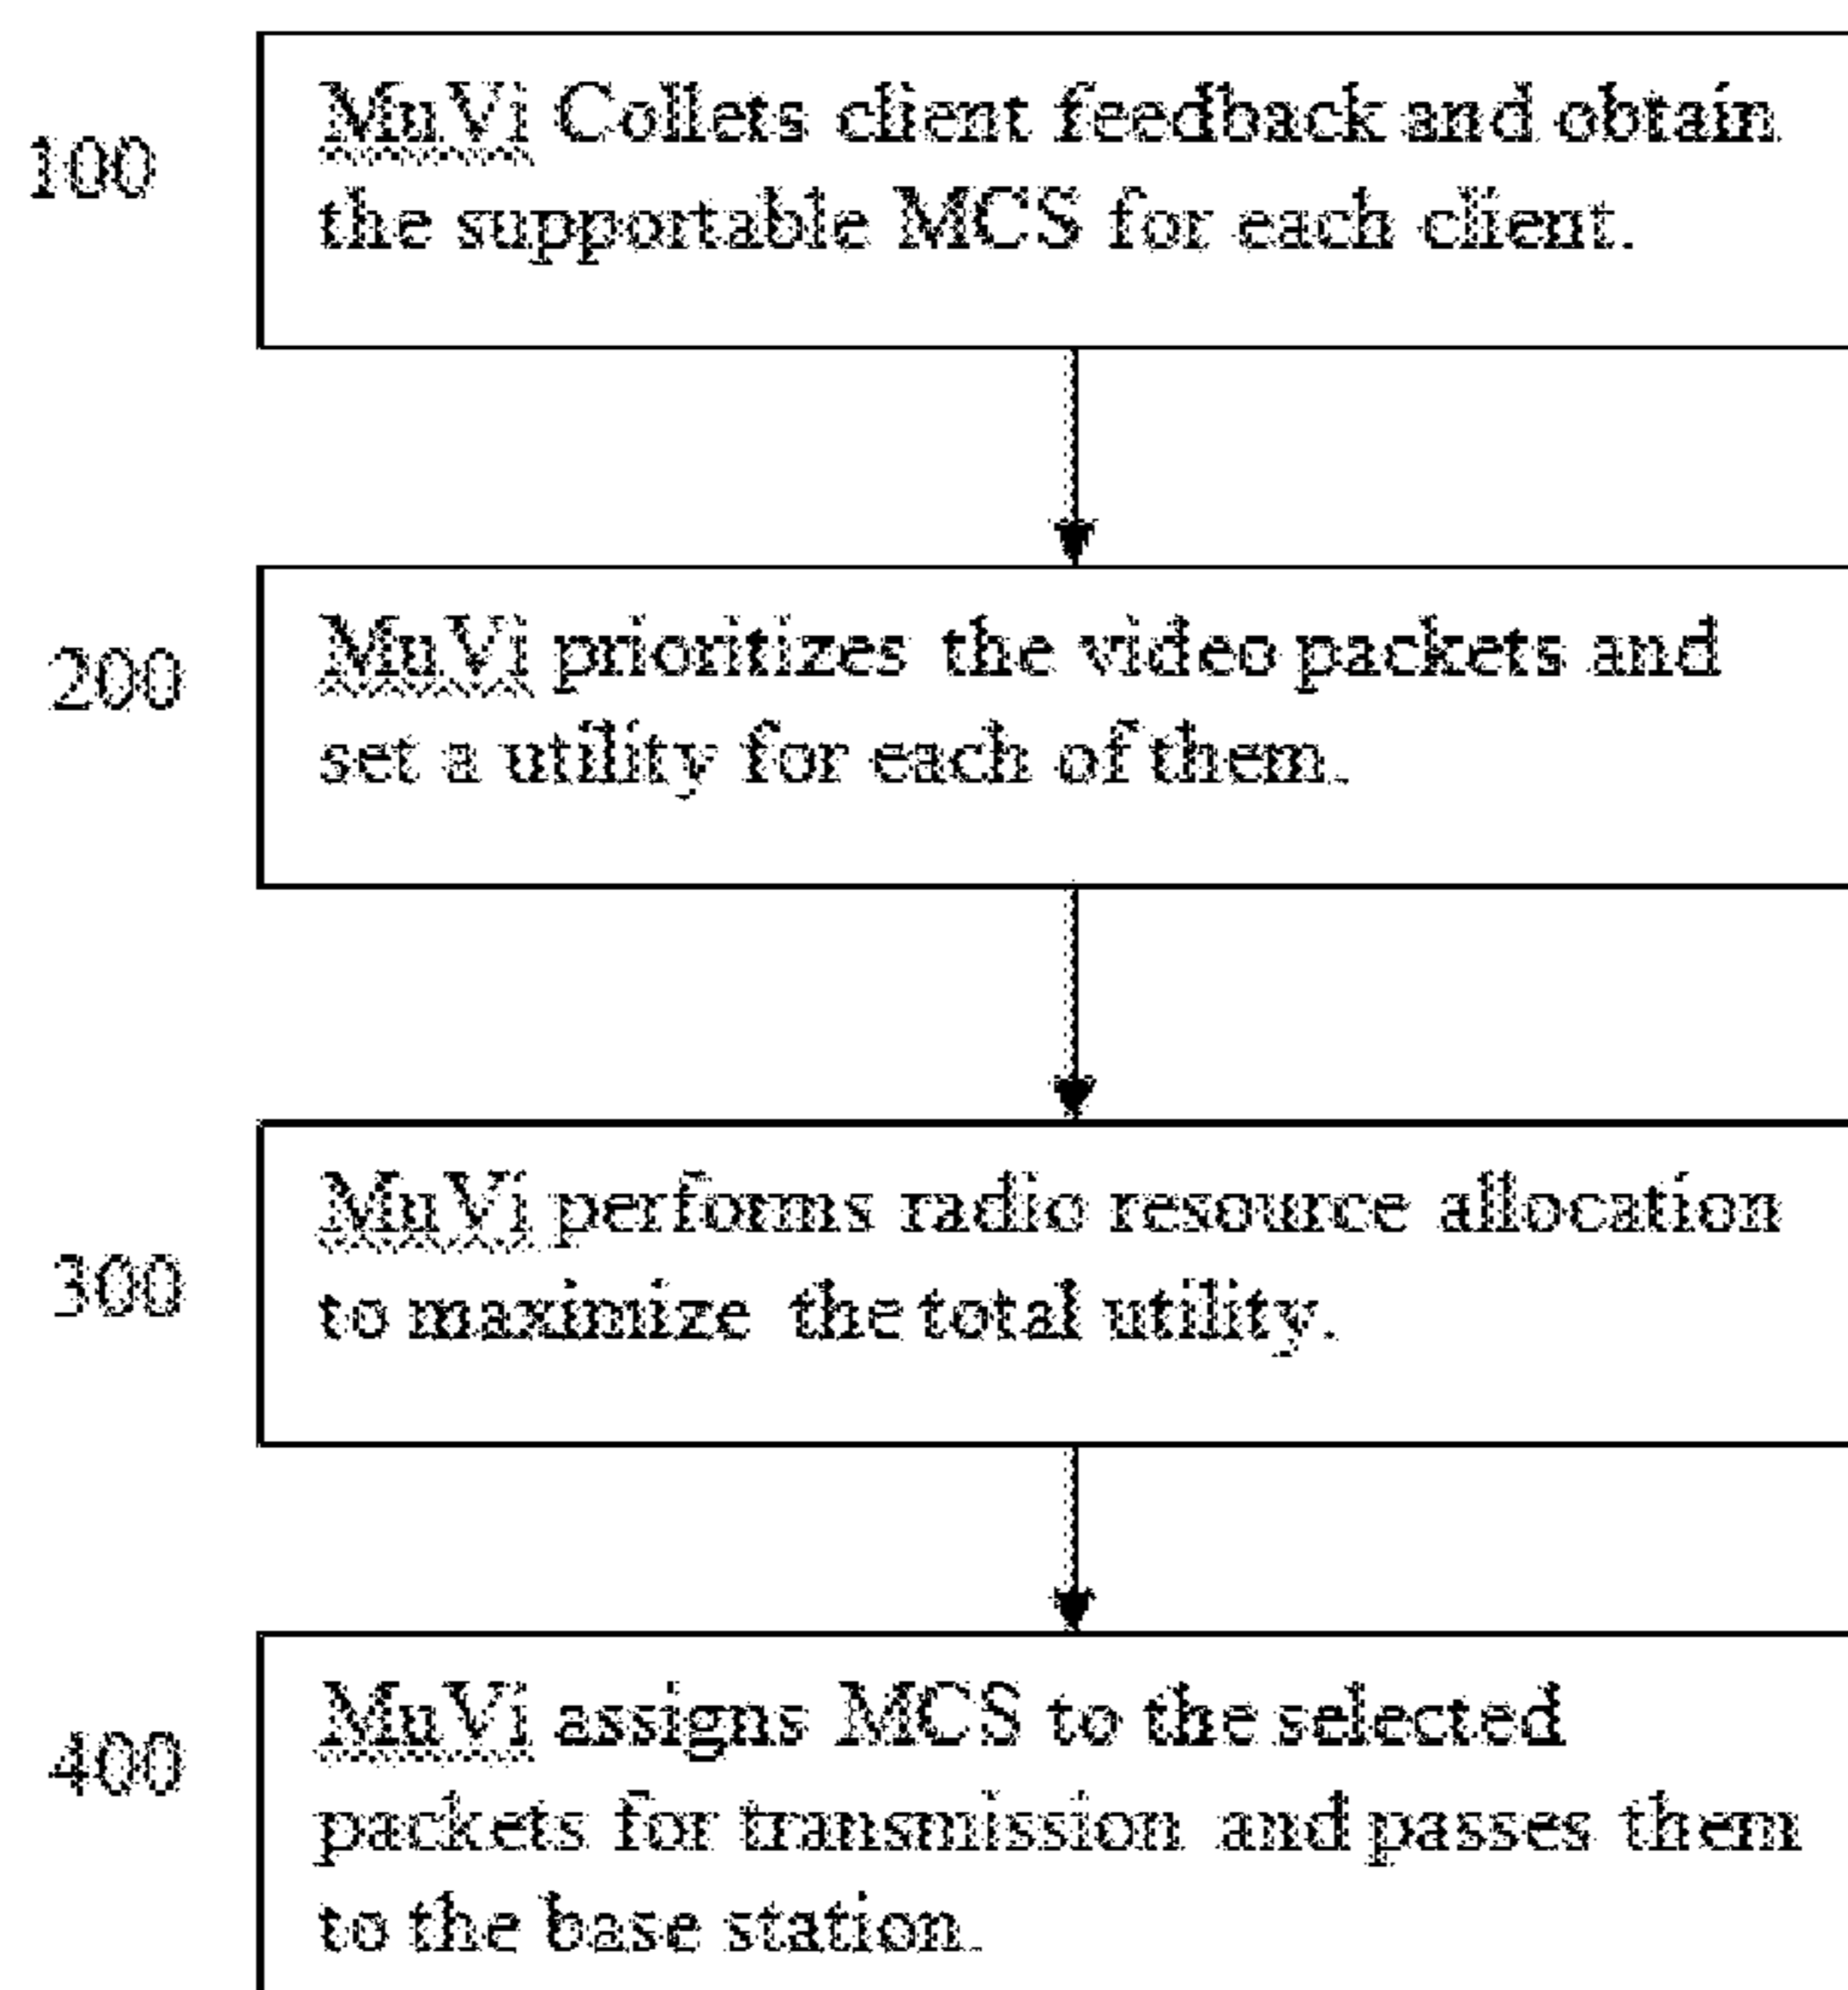 100
MuVi Collets client feedback and obtain
the supportable MCS for each client.
200
MuVi prioritizes the video packets and
set a utility for each of them.
300
MuVi performs radio resource allocation
to maximize the total utility.
400
MuVi assigns MCS to the selected
packets for transmission and passes them
to the base station.